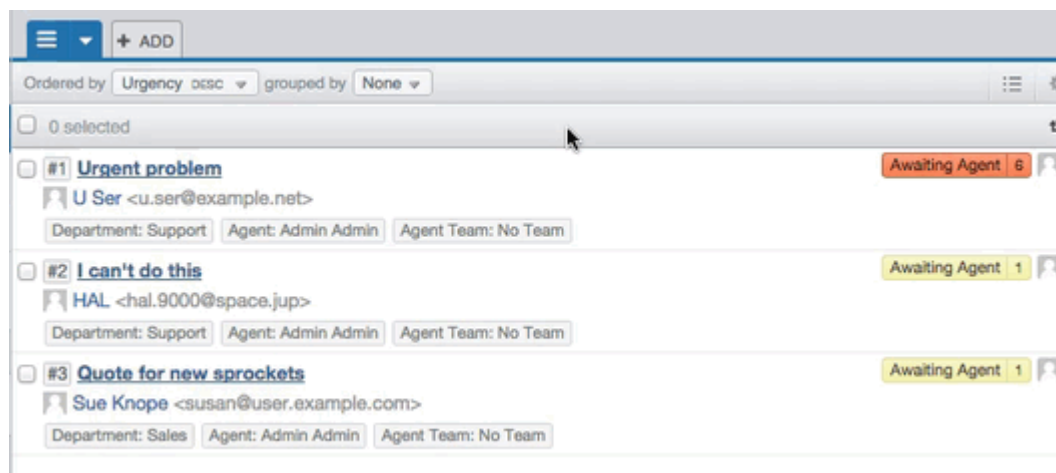 + ADD
Ordered by Urgency DESC grouped by None
0 selected
#1 Urgent problem Awaiting Agent 6
U Ser <u.ser@example.net>
Department: Support Agent: Admin Admin Agent Team: No Team
#2 I can't do this Awaiting Agent 1
HAL <hal.9000@space.jup>
Department: Support Agent: Admin Admin Agent Team: No Team
#3 Quote for new sprockets Awaiting Agent 1
Sue Knope <susan@user.example.com>
Department: Sales Agent: Admin Admin Agent Team: No Team